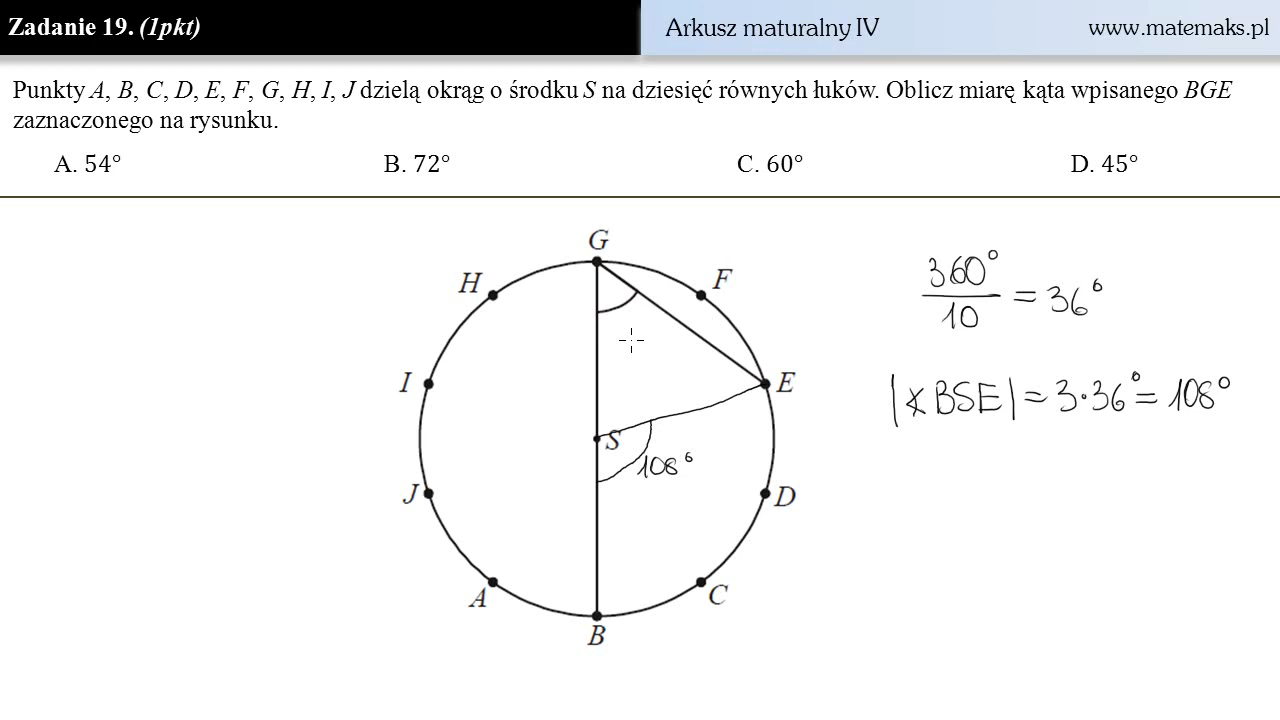 Zadanie 19. (1pkt)
Arkusz maturalny IV
www.matemaks.pl
Punkty A, B, C, D, E, F, G, H, I, J dzielą okrąg o środku S na dziesięć równych łuków. Oblicz miarę kąta wpisanego BGE
zaznaczonego na rysunku.
A. 54° B. 72° C. 60° D. 45°
G
H
F
I
E
S
108°
J
D
A
C
B
360°
10
= 36°
|∢BSE| = 3·36° = 108°